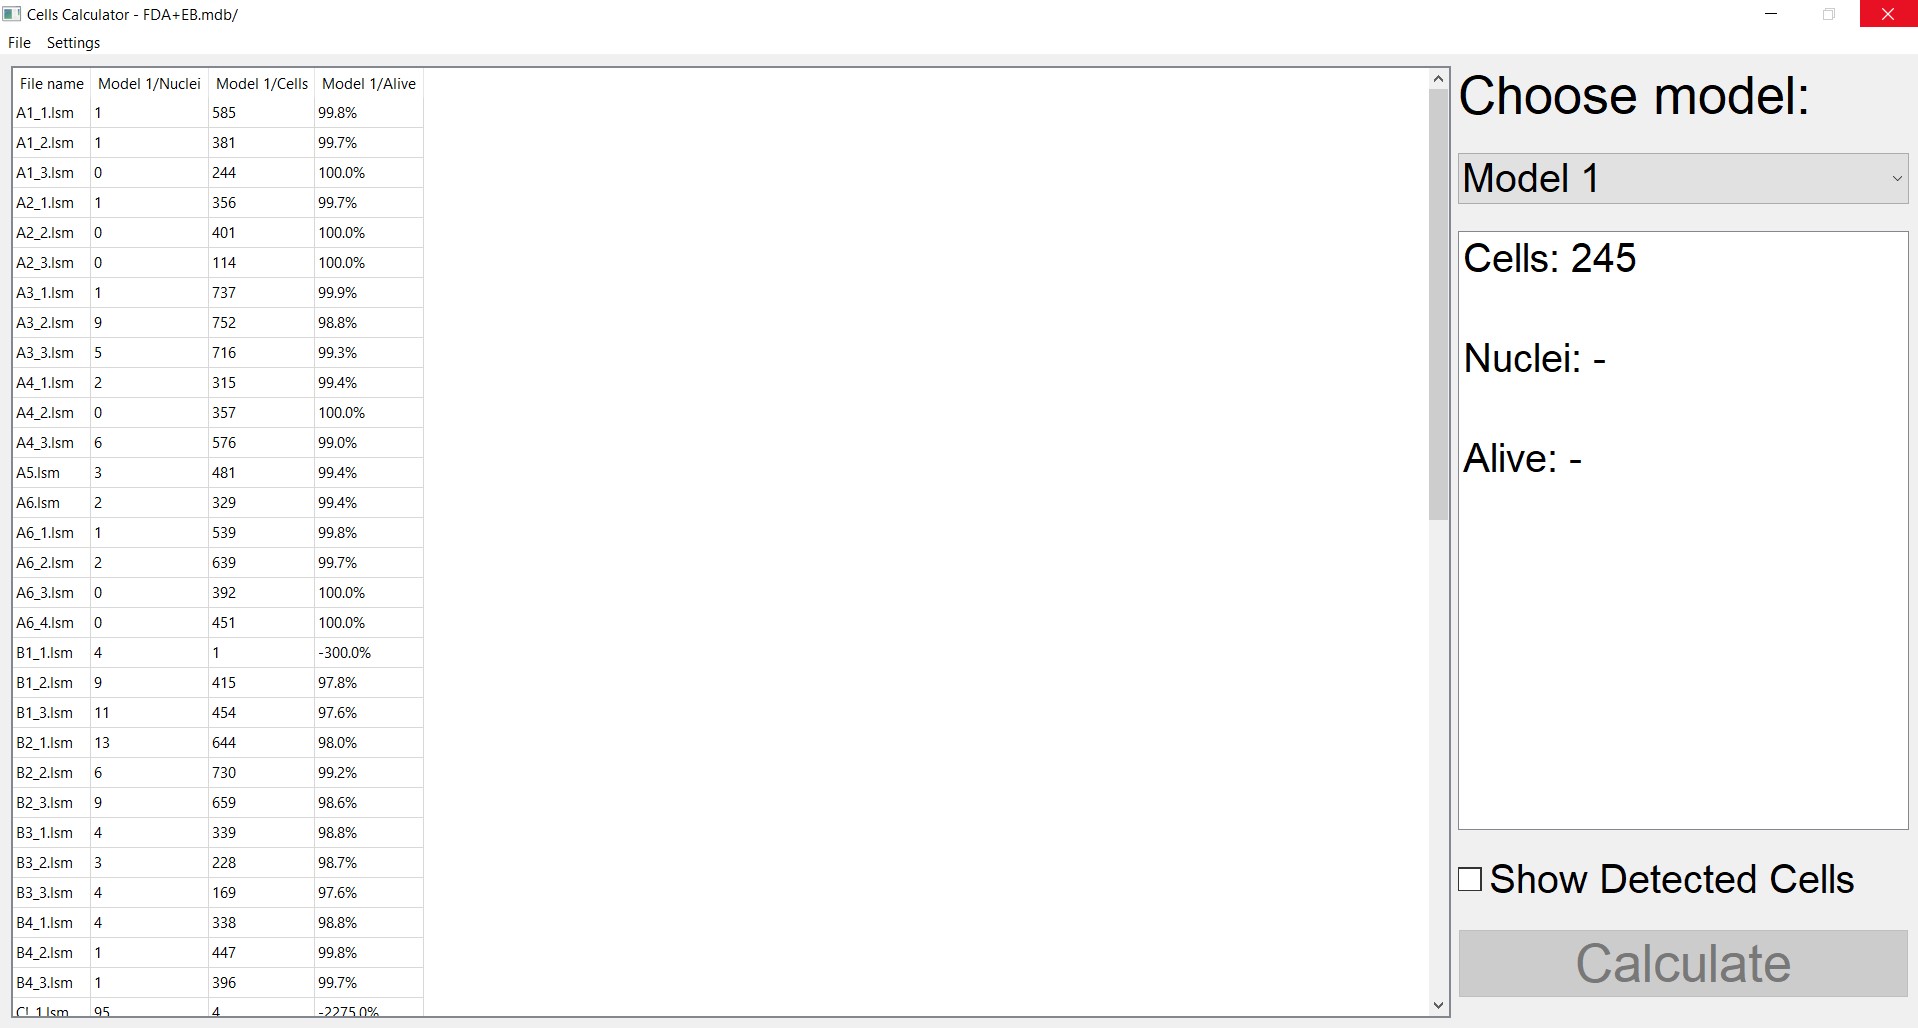 Cells Calculator - FDA+EB.mdb/
File Settings
File name Model 1/Nuclei Model 1/Cells Model 1/Alive
A1_1.lsm 1 585 99.8%
A1_2.lsm 1 381 99.7%
A1_3.lsm 0 244 100.0%
A2_1.lsm 1 356 99.7%
A2_2.lsm 0 401 100.0%
A2_3.lsm 0 114 100.0%
A3_1.lsm 1 737 99.9%
A3_2.lsm 9 752 98.8%
A3_3.lsm 5 716 99.3%
A4_1.lsm 2 315 99.4%
A4_2.lsm 0 357 100.0%
A4_3.lsm 6 576 99.0%
A5.lsm 3 481 99.4%
A6.lsm 2 329 99.4%
A6_1.lsm 1 539 99.8%
A6_2.lsm 2 639 99.7%
A6_3.lsm 0 392 100.0%
A6_4.lsm 0 451 100.0%
B1_1.lsm 4 1 -300.0%
B1_2.lsm 9 415 97.8%
B1_3.lsm 11 454 97.6%
B2_1.lsm 13 644 98.0%
B2_2.lsm 6 730 99.2%
B2_3.lsm 9 659 98.6%
B3_1.lsm 4 339 98.8%
B3_2.lsm 3 228 98.7%
B3_3.lsm 4 169 97.6%
B4_1.lsm 4 338 98.8%
B4_2.lsm 1 447 99.8%
B4_3.lsm 1 396 99.7%
95 4 -2275.0%
Choose model:
Model 1
Cells: 245
Nuclei: -
Alive: -
Show Detected Cells
Calculate